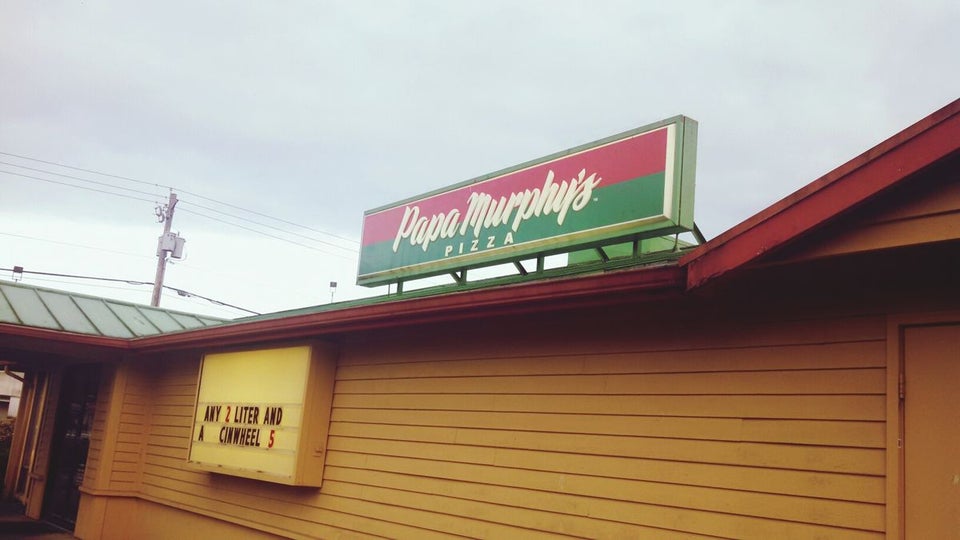 Papa Murphy's
PIZZA
ANY 2 LITER AND
A CINWHEEL 5